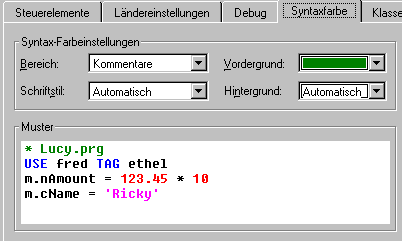 Steuerelemente Ländereinstellungen Debug Syntaxfarbe Klasse
Syntax-Farbeinstellungen
Bereich: Kommentare Vordergrund:
Schriftstil: Automatisch Hintergrund: Automatisch_
Muster
* Lucy.prg
USE fred TAG ethel
m.nAmount = 123.45 * 10
m.cName = 'Ricky'